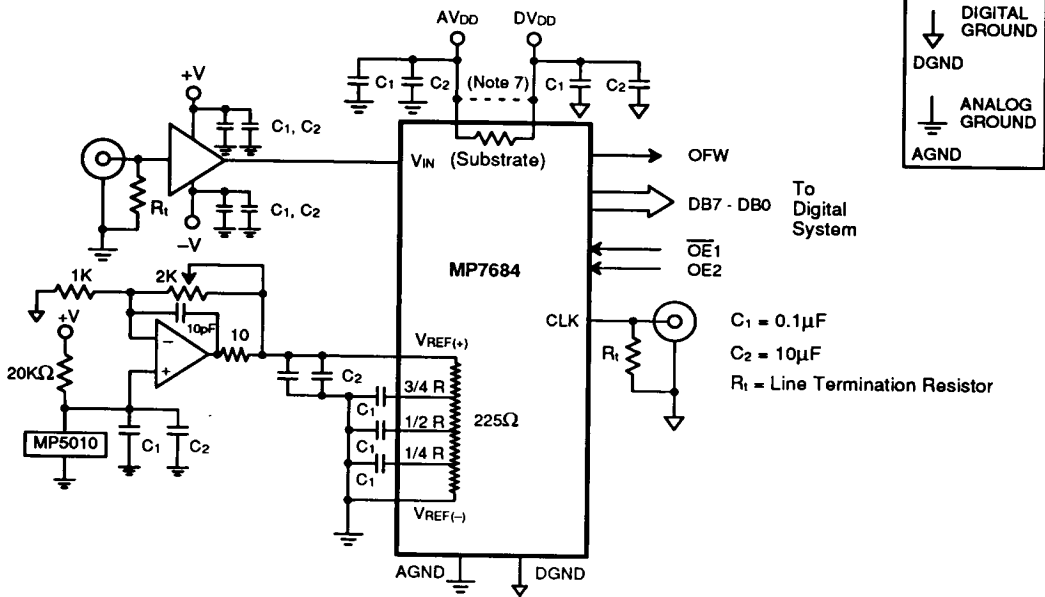 AVDD DVDD
DIGITAL
GROUND
DGND
ANALOG
GROUND
AGND
+V
C1 C2 (Note 7) C1 C2
C1, C2
VIN (Substrate)
OFW
Rt
C1, C2
−V
DB7 - DB0
To
Digital
System
OE1
OE2
MP7684
1K 2K
+V
10pF
10
−
+
20KΩ
CLK
Rt
C1 = 0.1µF
C2 = 10µF
Rt = Line Termination Resistor
VREF(+)
C2
3/4 R
C1
1/2 R
225Ω
1/4 R
C1
MP5010
C1 C2
VREF(−)
AGND DGND